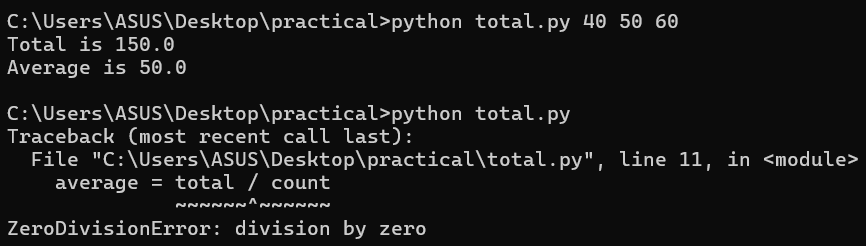 C:\Users\ASUS\Desktop\practical>python total.py 40 50 60
Total is 150.0
Average is 50.0
C:\Users\ASUS\Desktop\practical>python total.py
Traceback (most recent call last):
  File "C:\Users\ASUS\Desktop\practical\total.py", line 11, in <module>
    average = total / count
              ~~~~~~^~~~~~~
ZeroDivisionError: division by zero